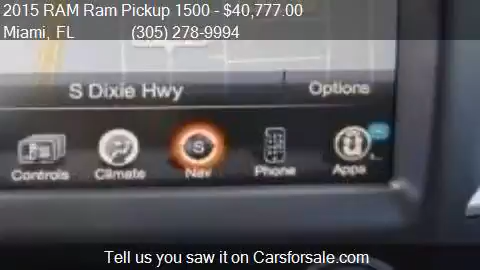 2015 RAM Ram Pickup 1500 - $40,777.00
Miami, FL (305) 278-9994
S Dixie Hwy
Options
S
Controls Climate Nav Phone Apps
Tell us you saw it on Carsforsale.com